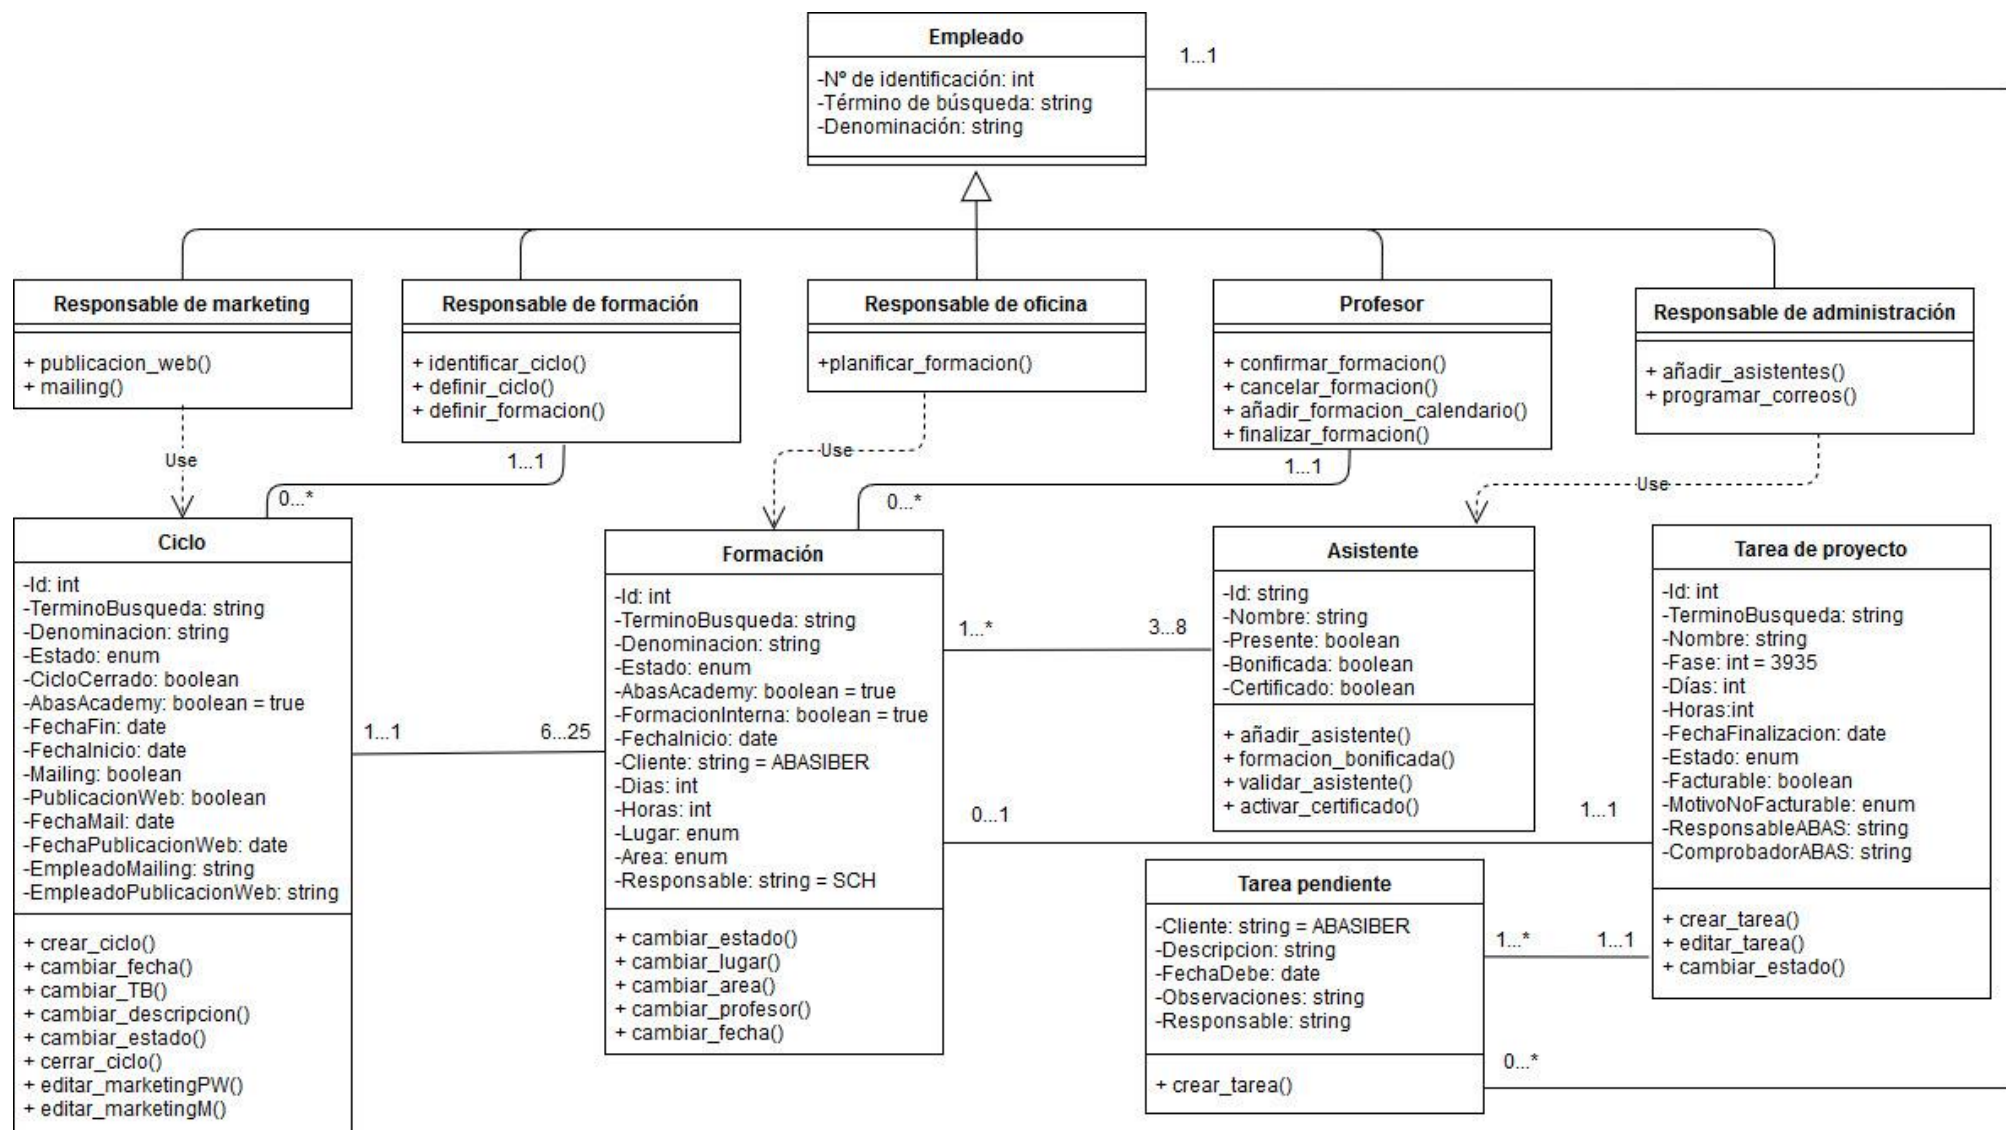 Empleado
-Nº de identificación: int
-Término de búsqueda: string
-Denominación: string
1...1
Responsable de marketing
+ publicacion_web()
+ mailing()
Responsable de formación
+ identificar_ciclo()
+ definir_ciclo()
+ definir_formacion()
Responsable de oficina
+planificar_formacion()
Profesor
+ confirmar_formacion()
+ cancelar_formacion()
+ añadir_formacion_calendario()
+ finalizar_formacion()
Responsable de administración
+ añadir_asistentes()
+ programar_correos()
Use
1...1
0...*
Use
1...1
0...*
Use
Ciclo
-Id: int
-TerminoBusqueda: string
-Denominacion: string
-Estado: enum
-CicloCerrado: boolean
-AbasAcademy: boolean = true
-FechaFin: date
-FechaInicio: date
-Mailing: boolean
-PublicacionWeb: boolean
-FechaMail: date
-FechaPublicacionWeb: date
-EmpleadoMailing: string
-EmpleadoPublicacionWeb: string
+ crear_ciclo()
+ cambiar_fecha()
+ cambiar_TB()
+ cambiar_descripcion()
+ cambiar_estado()
+ cerrar_ciclo()
+ editar_marketingPW()
+ editar_marketingM()
1...1
6...25
Formación
-Id: int
-TerminoBusqueda: string
-Denominacion: string
-Estado: enum
-AbasAcademy: boolean = true
-FormacionInterna: boolean = true
-FechaInicio: date
-Cliente: string = ABASIBER
-Dias: int
-Horas: int
-Lugar: enum
-Area: enum
-Responsable: string = SCH
+ cambiar_estado()
+ cambiar_lugar()
+ cambiar_area()
+ cambiar_profesor()
+ cambiar_fecha()
1...*
3...8
Asistente
-Id: string
-Nombre: string
-Presente: boolean
-Bonificada: boolean
-Certificado: boolean
+ añadir_asistente()
+ formacion_bonificada()
+ validar_asistente()
+ activar_certificado()
0...1
1...1
Tarea de proyecto
-Id: int
-TerminoBusqueda: string
-Nombre: string
-Fase: int = 3935
-Días: int
-Horas:int
-FechaFinalizacion: date
-Estado: enum
-Facturable: boolean
-MotivoNoFacturable: enum
-ResponsableABAS: string
-ComprobadorABAS: string
+ crear_tarea()
+ editar_tarea()
+ cambiar_estado()
Tarea pendiente
-Cliente: string = ABASIBER
-Descripcion: string
-FechaDebe: date
-Observaciones: string
-Responsable: string
+ crear_tarea()
1...*
1...1
0...*